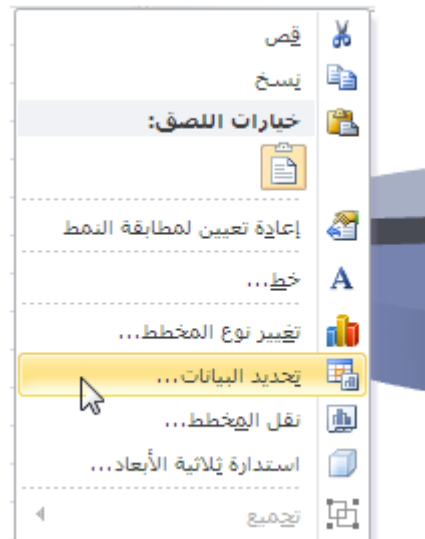 قص
نسخ
خيارات اللصق:
إعادة تعيين لمطابقة النمط
A خط...
تغيير نوع المخطط...
تحديد البيانات...
نقل المخطط...
استدارة ثلاثية الأبعاد...
تجميع